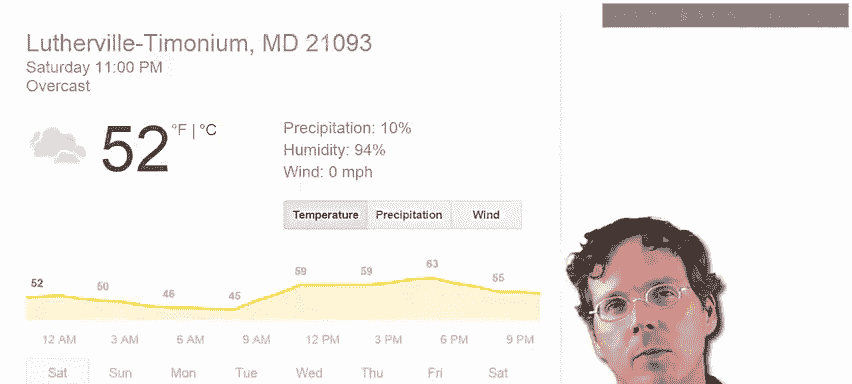 Lutherville-Timonium, MD 21093
Saturday 11:00 PM
Overcast
52 °F | °C
Precipitation: 10%
Humidity: 94%
Wind: 0 mph
Temperature Precipitation Wind
52 50 46 45 59 59 63 55
12 AM 3 AM 6 AM 9 AM 12 PM 3 PM 6 PM 9 PM
Sat Sun Mon Tue Wed Thu Fri Sat